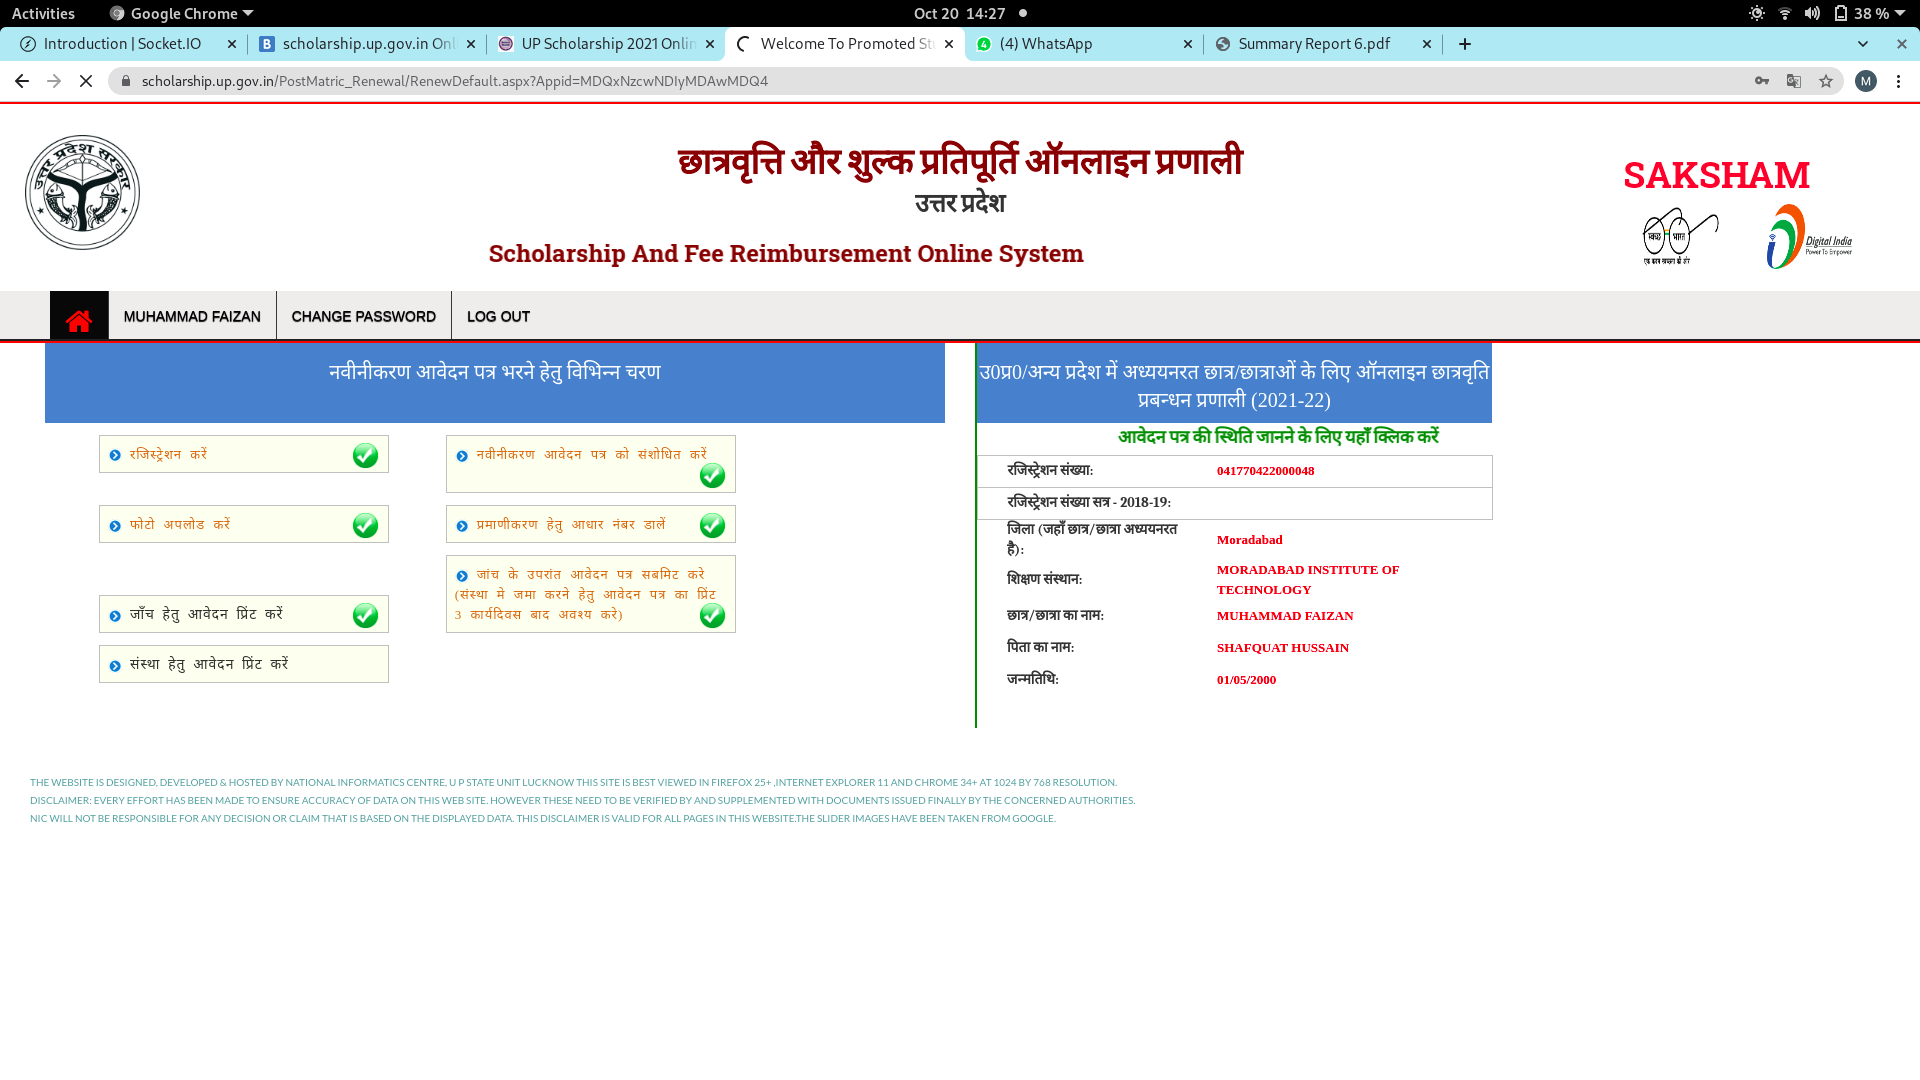 Activities Google Chrome Oct 20 14:27 38 %
Introduction | Socket.IO scholarship.up.gov.in Onl UP Scholarship 2021 Onlin Welcome To Promoted Stu (4) WhatsApp Summary Report 6.pdf
scholarship.up.gov.in/PostMatric_Renewal/RenewDefault.aspx?Appid=MDQxNzcwNDIyMDAwMDQ4 M
उत्तर प्रदेश सरकार
छात्रवृत्ति और शुल्क प्रतिपूर्ति ऑनलाइन प्रणाली
उत्तर प्रदेश
Scholarship And Fee Reimbursement Online System
SAKSHAM
स्वच्छ भारत
एक कदम स्वच्छता की ओर
Digital India
Power To Empower
MUHAMMAD FAIZAN CHANGE PASSWORD LOG OUT
नवीनीकरण आवेदन पत्र भरने हेतु विभिन्न चरण
रजिस्ट्रेशन करें
नवीनीकरण आवेदन पत्र को संशोधित करें
फोटो अपलोड करें
प्रमाणीकरण हेतु आधार नंबर डालें
जांच के उपरांत आवेदन पत्र सबमिट करे
(संस्था मे जमा करने हेतु आवेदन पत्र का प्रिंट
3 कार्यदिवस बाद अवश्य करे)
जाँच हेतु आवेदन प्रिंट करें
संस्था हेतु आवेदन प्रिंट करें
उ0प्र0/अन्य प्रदेश में अध्ययनरत छात्र/छात्राओं के लिए ऑनलाइन छात्रवृति
प्रबन्धन प्रणाली (2021-22)
आवेदन पत्र की स्थिति जानने के लिए यहाँ क्लिक करें
रजिस्ट्रेशन संख्या: 041770422000048
रजिस्ट्रेशन संख्या सत्र - 2018-19:
जिला (जहाँ छात्र/छात्रा अध्ययनरत
है): Moradabad
शिक्षण संस्थान: MORADABAD INSTITUTE OF
TECHNOLOGY
छात्र/छात्रा का नाम: MUHAMMAD FAIZAN
पिता का नाम: SHAFQUAT HUSSAIN
जन्मतिथि: 01/05/2000
THE WEBSITE IS DESIGNED, DEVELOPED & HOSTED BY NATIONAL INFORMATICS CENTRE, U P STATE UNIT LUCKNOW THIS SITE IS BEST VIEWED IN FIREFOX 25+ ,INTERNET EXPLORER 11 AND CHROME 34+ AT 1024 BY 768 RESOLUTION.
DISCLAIMER: EVERY EFFORT HAS BEEN MADE TO ENSURE ACCURACY OF DATA ON THIS WEB SITE. HOWEVER THESE NEED TO BE VERIFIED BY AND SUPPLEMENTED WITH DOCUMENTS ISSUED FINALLY BY THE CONCERNED AUTHORITIES.
NIC WILL NOT BE RESPONSIBLE FOR ANY DECISION OR CLAIM THAT IS BASED ON THE DISPLAYED DATA. THIS DISCLAIMER IS VALID FOR ALL PAGES IN THIS WEBSITE.THE SLIDER IMAGES HAVE BEEN TAKEN FROM GOOGLE.